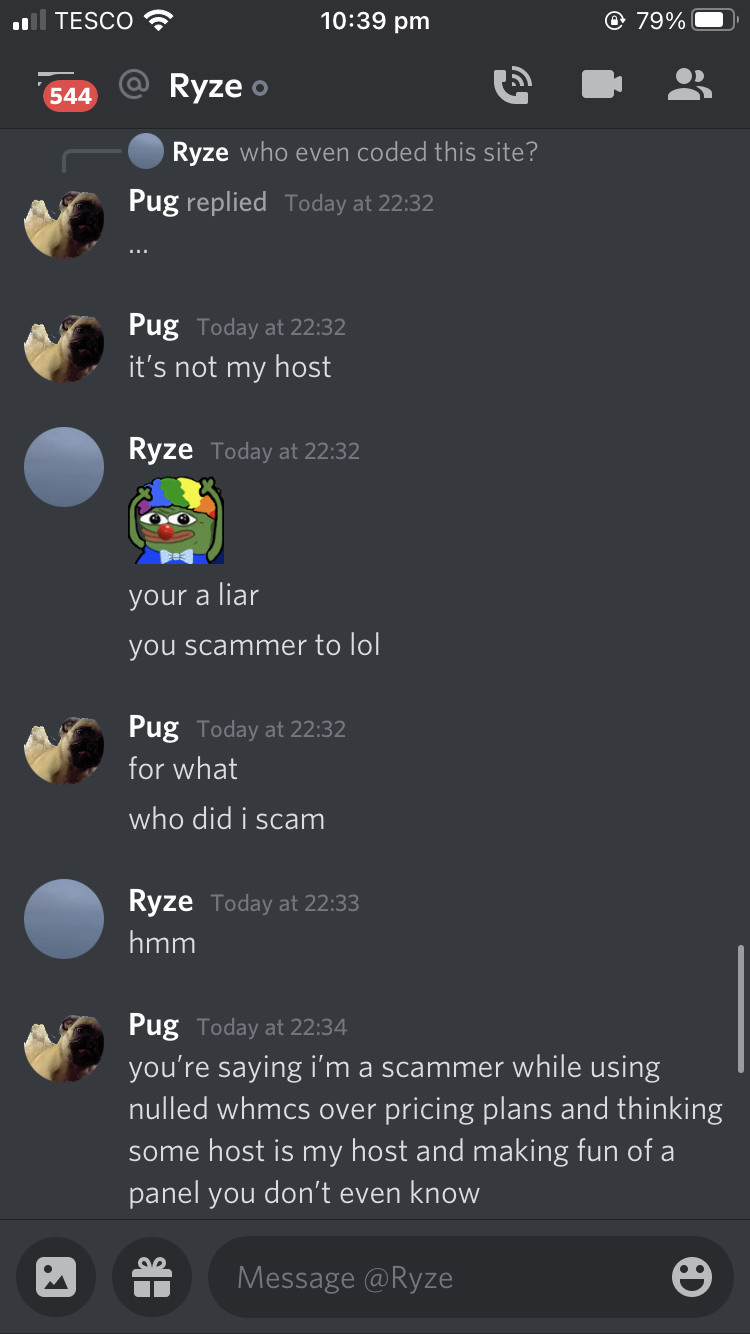 TESCO 10:39 pm 79%
544 @ Ryze
Ryze who even coded this site?
Pug replied Today at 22:32
...
Pug Today at 22:32
it’s not my host
Ryze Today at 22:32
your a liar
you scammer to lol
Pug Today at 22:32
for what
who did i scam
Ryze Today at 22:33
hmm
Pug Today at 22:34
you’re saying i’m a scammer while using
nulled whmcs over pricing plans and thinking
some host is my host and making fun of a
panel you don’t even know
Message @Ryze